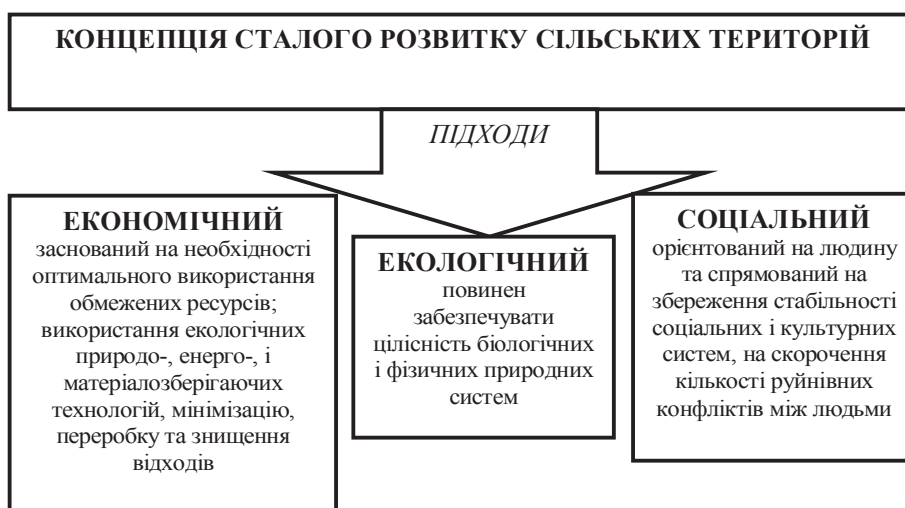 КОНЦЕПЦІЯ СТАЛОГО РОЗВИТКУ СІЛЬСЬКИХ ТЕРИТОРІЙ
ПІДХОДИ
ЕКОНОМІЧНИЙ
заснований на необхідності
оптимального використання
обмежених ресурсів;
використання екологічних
природо-, енерго-, і
матеріалозберігаючих
технологій, мінімізацію,
переробку та знищення
відходів
ЕКОЛОГІЧНИЙ
повинен
забезпечувати
цілісність біологічних
і фізичних природних
систем
СОЦІАЛЬНИЙ
орієнтований на людину
та спрямований на
збереження стабільності
соціальних і культурних
систем, на скорочення
кількості руйнівних
конфліктів між людьми